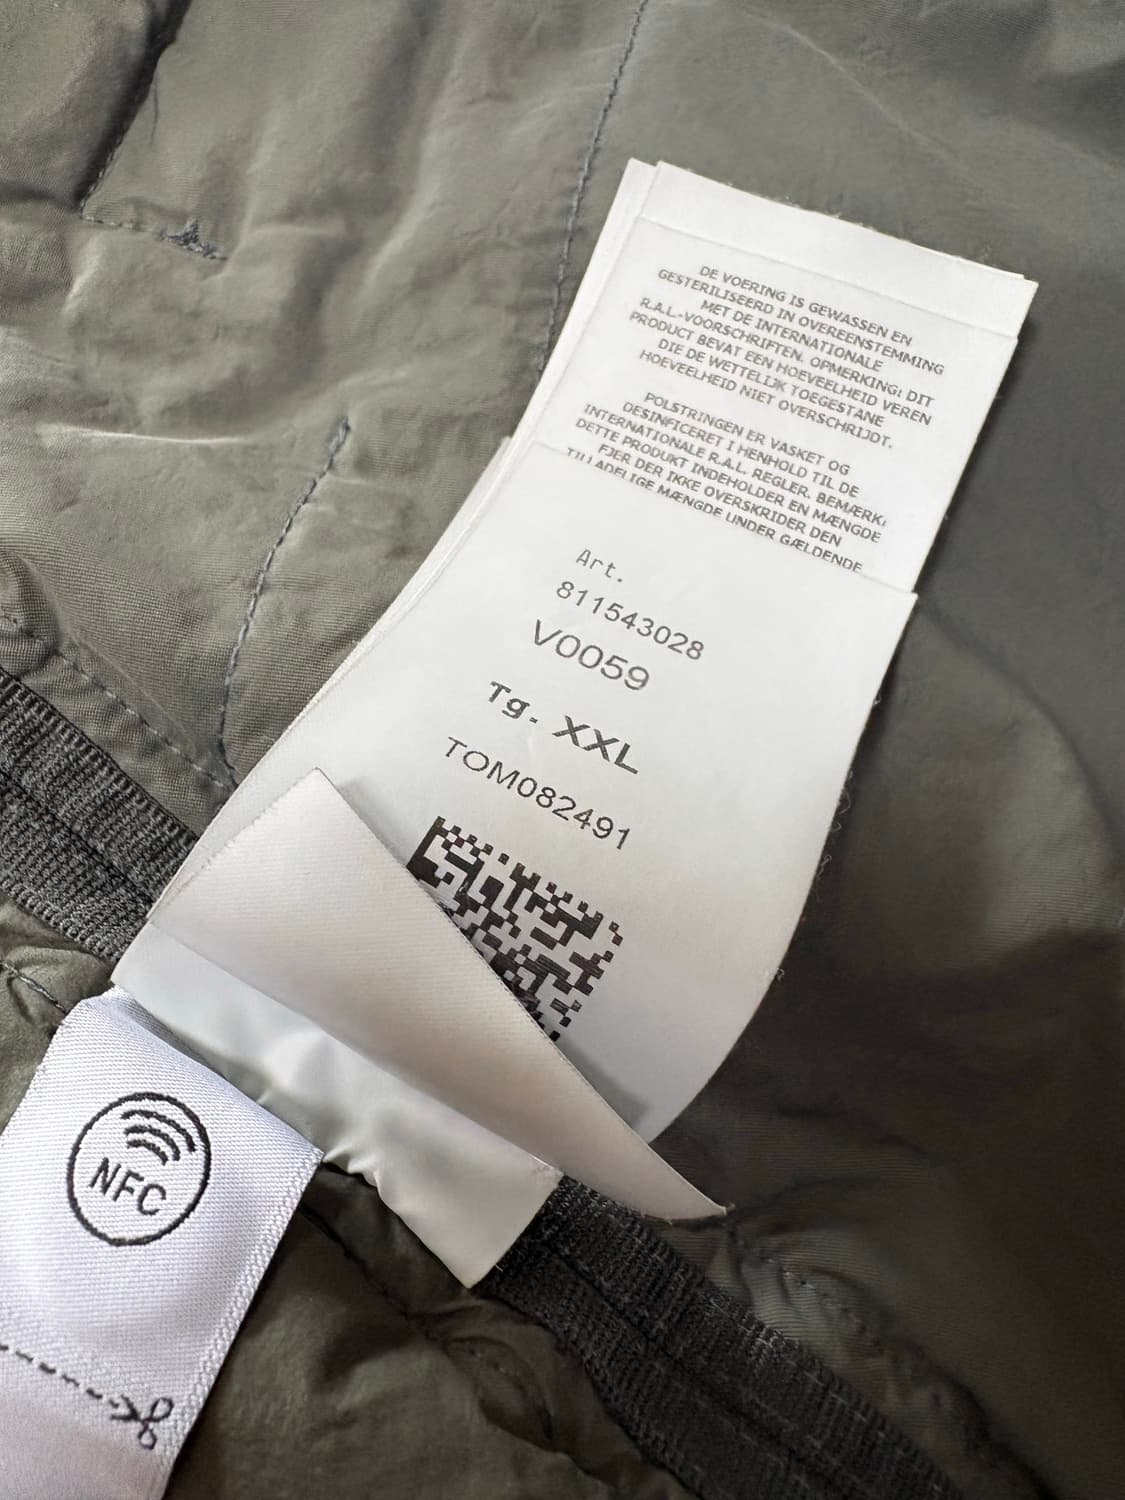 DE VOERING IS GEWASSEN EN
GESTERILISEERD IN OVEREENSTEMMING
MET DE INTERNATIONALE
R.A.L.-VOORSCHRIFTEN. OPMERKING: DIT
PRODUCT BEVAT EEN HOEVEELHEID VEREN
DIE DE WETTELIJK TOEGESTANE
HOEVEELHEID NIET OVERSCHRIJDT.
POLSTRINGEN ER VASKET OG
DESINFICERET I HENHOLD TIL DE
INTERNATIONALE R.A.L. REGLER. BEMÆRK:
DETTE PRODUKT INDEHOLDER EN MÆNGDE
FJER DER IKKE OVERSKRIDER DEN
TILLADELIGE MÆNGDE UNDER GÆLDENDE
Art.
811543028
V0059
Tg. XXL
TOM082491
NFC